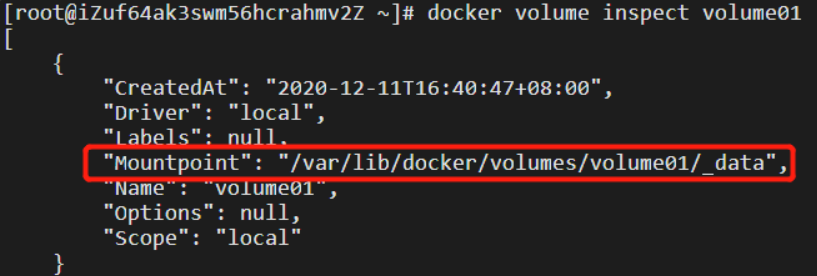 [root@iZuf64ak3swm56hcrahmv2Z ~]# docker volume inspect volume01
[
    {
        "CreatedAt": "2020-12-11T16:40:47+08:00",
        "Driver": "local",
        "Labels": null,
        "Mountpoint": "/var/lib/docker/volumes/volume01/_data",
        "Name": "volume01",
        "Options": null,
        "Scope": "local"
    }